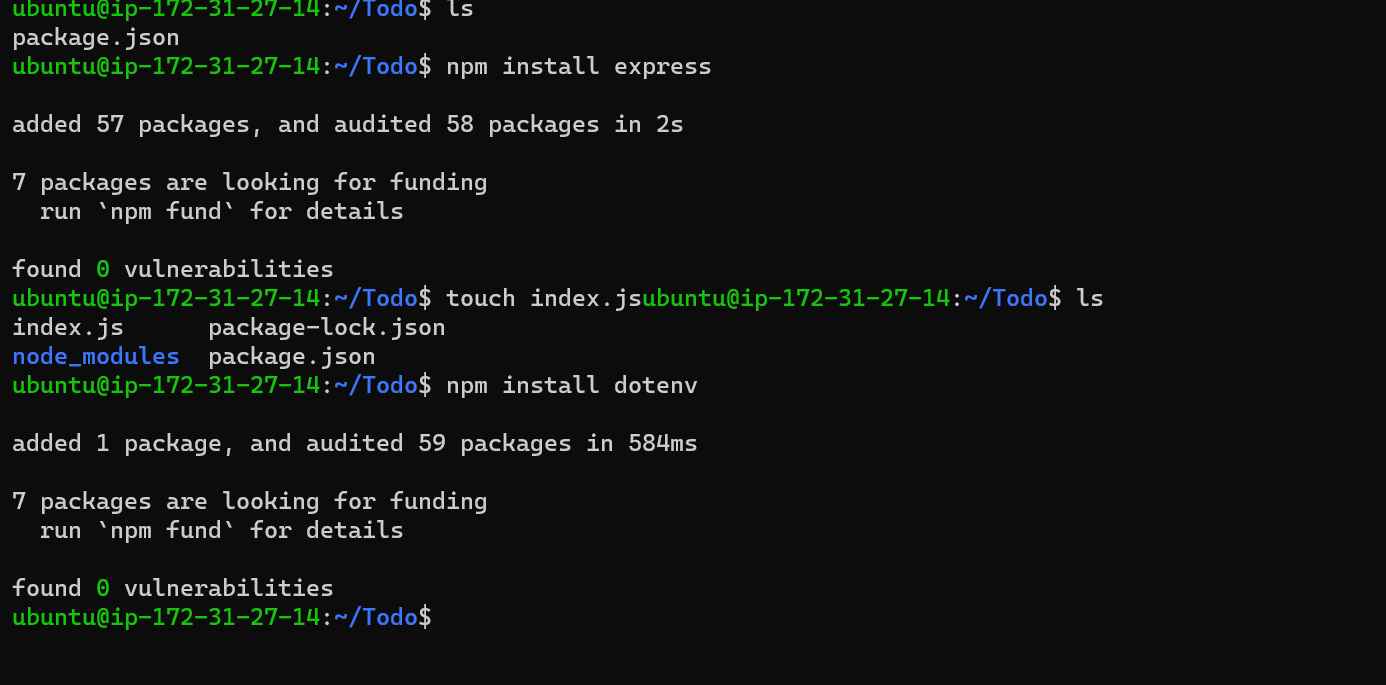 ubuntu@ip-172-31-27-14:~/Todo$ ls
package.json
ubuntu@ip-172-31-27-14:~/Todo$ npm install express
added 57 packages, and audited 58 packages in 2s
7 packages are looking for funding
  run `npm fund` for details
found 0 vulnerabilities
ubuntu@ip-172-31-27-14:~/Todo$ touch index.jsubuntu@ip-172-31-27-14:~/Todo$ ls
index.js      package-lock.json
node_modules  package.json
ubuntu@ip-172-31-27-14:~/Todo$ npm install dotenv
added 1 package, and audited 59 packages in 584ms
7 packages are looking for funding
  run `npm fund` for details
found 0 vulnerabilities
ubuntu@ip-172-31-27-14:~/Todo$